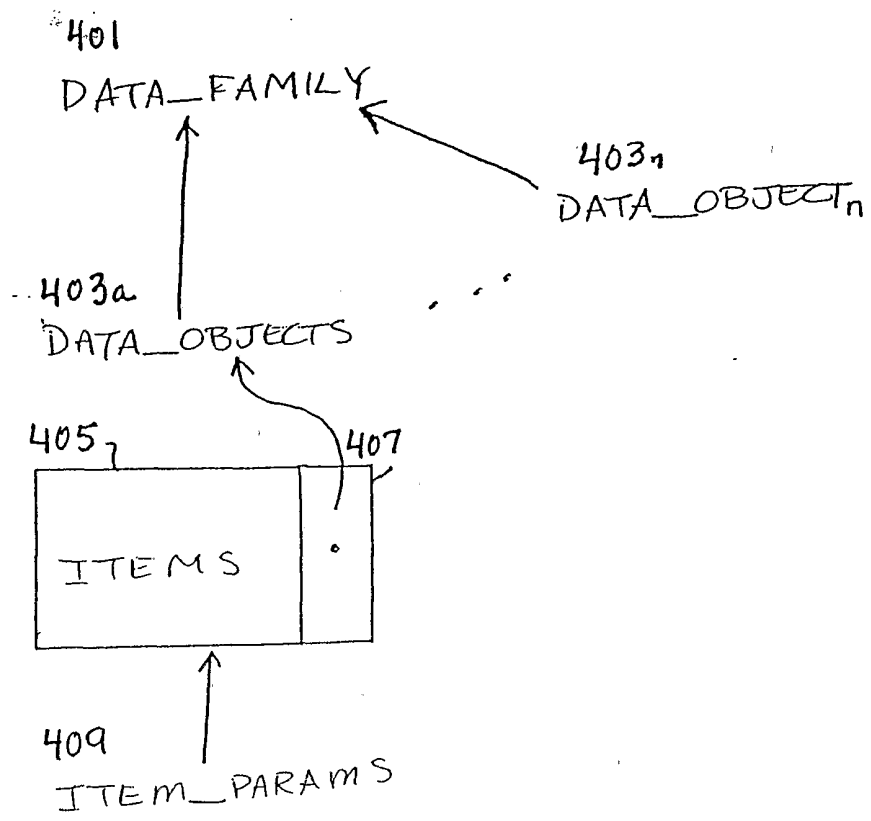 401
DATA_FAMILY
403n
DATA_OBJECTn
403a
DATA_OBJECTS
405
407
ITEMS
409
ITEM_PARAMS